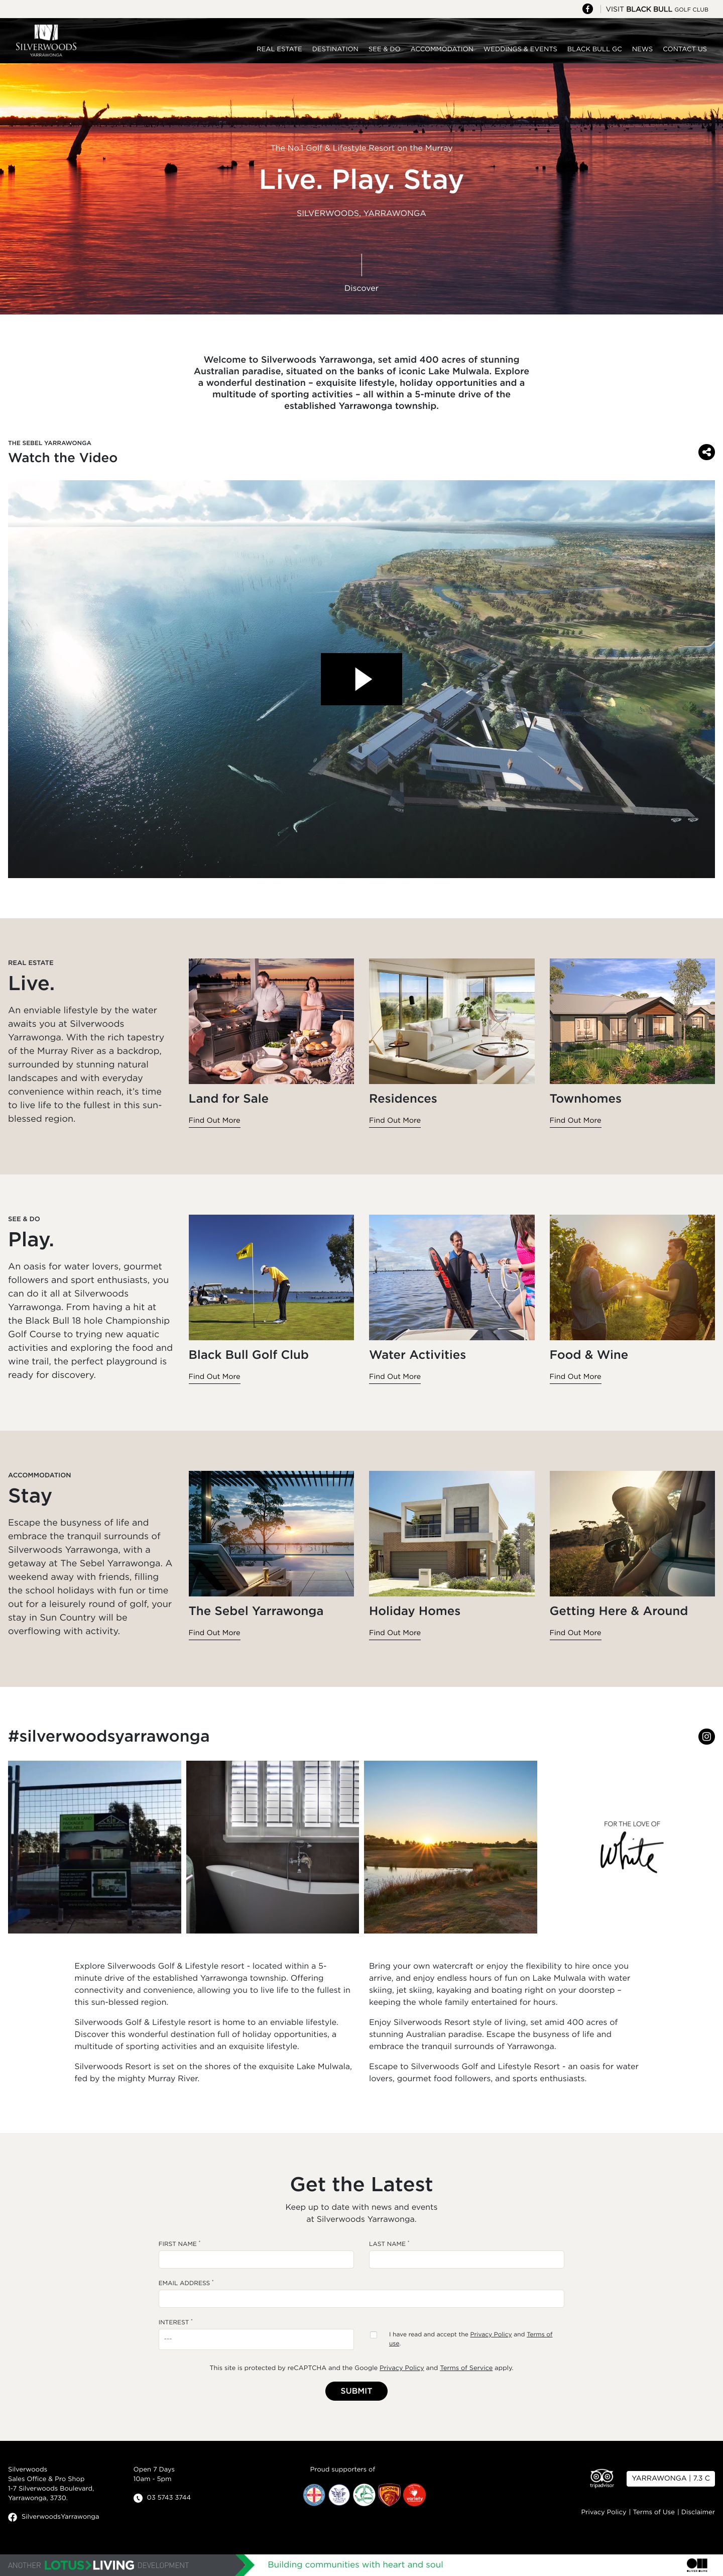 VISIT BLACK BULL GOLF CLUB
SILVERWOODS
YARRAWONGA
REAL ESTATE DESTINATION SEE & DO ACCOMMODATION WEDDINGS & EVENTS BLACK BULL GC NEWS CONTACT US
The No.1 Golf & Lifestyle Resort on the Murray
Live. Play. Stay
SILVERWOODS, YARRAWONGA
Discover
Welcome to Silverwoods Yarrawonga, set amid 400 acres of stunning
Australian paradise, situated on the banks of iconic Lake Mulwala. Explore
a wonderful destination – exquisite lifestyle, holiday opportunities and a
multitude of sporting activities – all within a 5-minute drive of the
established Yarrawonga township.
THE SEBEL YARRAWONGA
Watch the Video
REAL ESTATE
Live.
An enviable lifestyle by the water
awaits you at Silverwoods
Yarrawonga. With the rich tapestry
of the Murray River as a backdrop,
surrounded by stunning natural
landscapes and with everyday
convenience within reach, it's time
to live life to the fullest in this sun-
blessed region.
Land for Sale
Find Out More
Residences
Find Out More
Townhomes
Find Out More
SEE & DO
Play.
An oasis for water lovers, gourmet
followers and sport enthusiasts, you
can do it all at Silverwoods
Yarrawonga. From having a hit at
the Black Bull 18 hole Championship
Golf Course to trying new aquatic
activities and exploring the food and
wine trail, the perfect playground is
ready for discovery.
Black Bull Golf Club
Find Out More
Water Activities
Find Out More
Food & Wine
Find Out More
ACCOMMODATION
Stay
Escape the busyness of life and
embrace the tranquil surrounds of
Silverwoods Yarrawonga, with a
getaway at The Sebel Yarrawonga. A
weekend away with friends, filling
the school holidays with fun or time
out for a leisurely round of golf, your
stay in Sun Country will be
overflowing with activity.
The Sebel Yarrawonga
Find Out More
Holiday Homes
Find Out More
Getting Here & Around
Find Out More
#silverwoodsyarrawonga
FOR THE LOVE OF
White
Explore Silverwoods Golf & Lifestyle resort - located within a 5-
minute drive of the established Yarrawonga township. Offering
connectivity and convenience, allowing you to live life to the fullest in
this sun-blessed region.
Silverwoods Golf & Lifestyle resort is home to an enviable lifestyle.
Discover this wonderful destination full of holiday opportunities, a
multitude of sporting activities and an exquisite lifestyle.
Silverwoods Resort is set on the shores of the exquisite Lake Mulwala,
fed by the mighty Murray River.
Bring your own watercraft or enjoy the flexibility to hire once you
arrive, and enjoy endless hours of fun on Lake Mulwala with water
skiing, jet skiing, kayaking and boating right on your doorstep –
keeping the whole family entertained for hours.
Enjoy Silverwoods Resort style of living, set amid 400 acres of
stunning Australian paradise. Escape the busyness of life and
embrace the tranquil surrounds of Yarrawonga.
Escape to Silverwoods Golf and Lifestyle Resort - an oasis for water
lovers, gourmet food followers, and sports enthusiasts.
Get the Latest
Keep up to date with news and events
at Silverwoods Yarrawonga.
FIRST NAME *
LAST NAME *
EMAIL ADDRESS *
INTEREST *
---
I have read and accept the Privacy Policy and Terms of
use.
This site is protected by reCAPTCHA and the Google Privacy Policy and Terms of Service apply.
SUBMIT
Silverwoods
Sales Office & Pro Shop
1-7 Silverwoods Boulevard,
Yarrawonga, 3730.
SilverwoodsYarrawonga
Open 7 Days
10am - 5pm
03 5743 3744
Proud supporters of
variety
tripadvisor
YARRAWONGA | 7.3 C
Privacy Policy | Terms of Use | Disclaimer
ANOTHER LOTUS LIVING DEVELOPMENT
Building communities with heart and soul